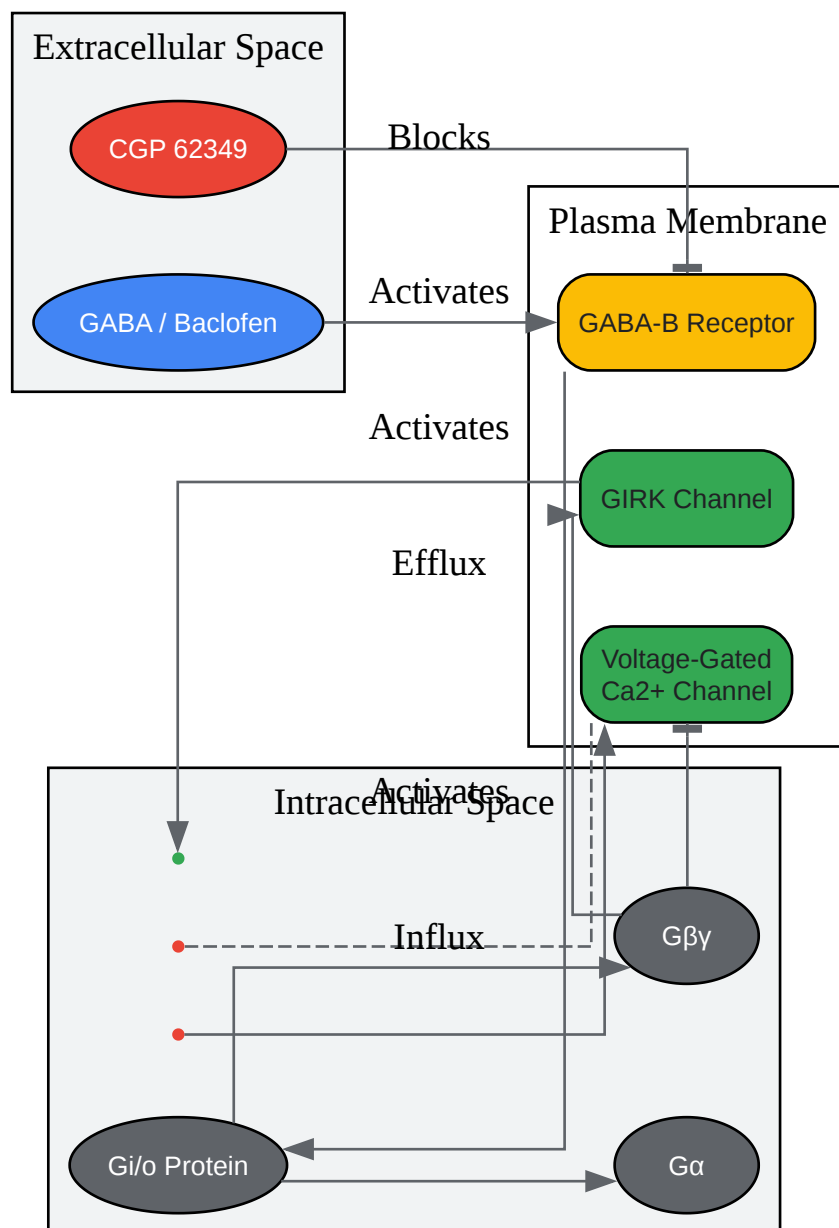 Extracellular Space
CGP 62349
Blocks
Plasma Membrane
GABA / Baclofen
Activates
GABA-B Receptor
Activates
GIRK Channel
Efflux
Voltage-Gated
Ca2+ Channel
Activates
Intracellular Space
Influx
Gβγ
Gi/o Protein
Gα